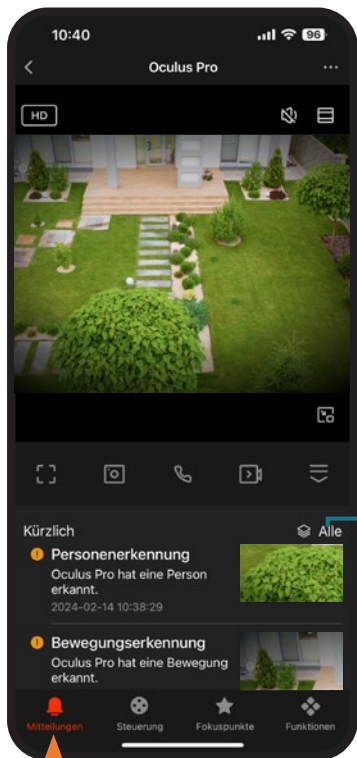 10:40
96
Oculus Pro
HD
Kürzlich
Alle
Personenerkennung
Oculus Pro hat eine Person
erkannt.
2024-02-14 10:38:29
Bewegungserkennung
Oculus Pro hat eine Bewegung
erkannt.
Mitteilungen Steuerung Fokuspunkte Funktionen